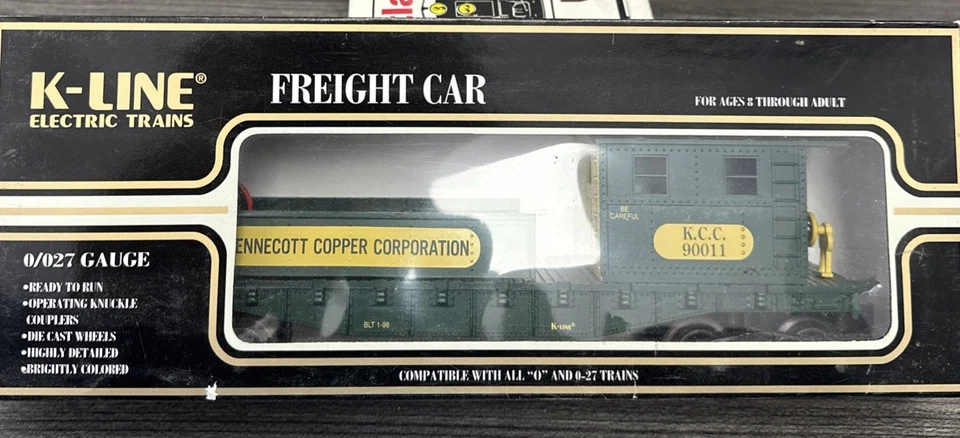 K-LINE®
ELECTRIC TRAINS
FREIGHT CAR
FOR AGES 8 THROUGH ADULT
BE
CAREFUL
K.C.C.
90011
ENNECOTT COPPER CORPORATION
BLT 1-98
K-LINE®
0/027 GAUGE
•READY TO RUN
•OPERATING KNUCKLE
COUPLERS
•DIE CAST WHEELS
•HIGHLY DETAILED
•BRIGHTLY COLORED
COMPATIBLE WITH ALL "O" AND 0-27 TRAINS